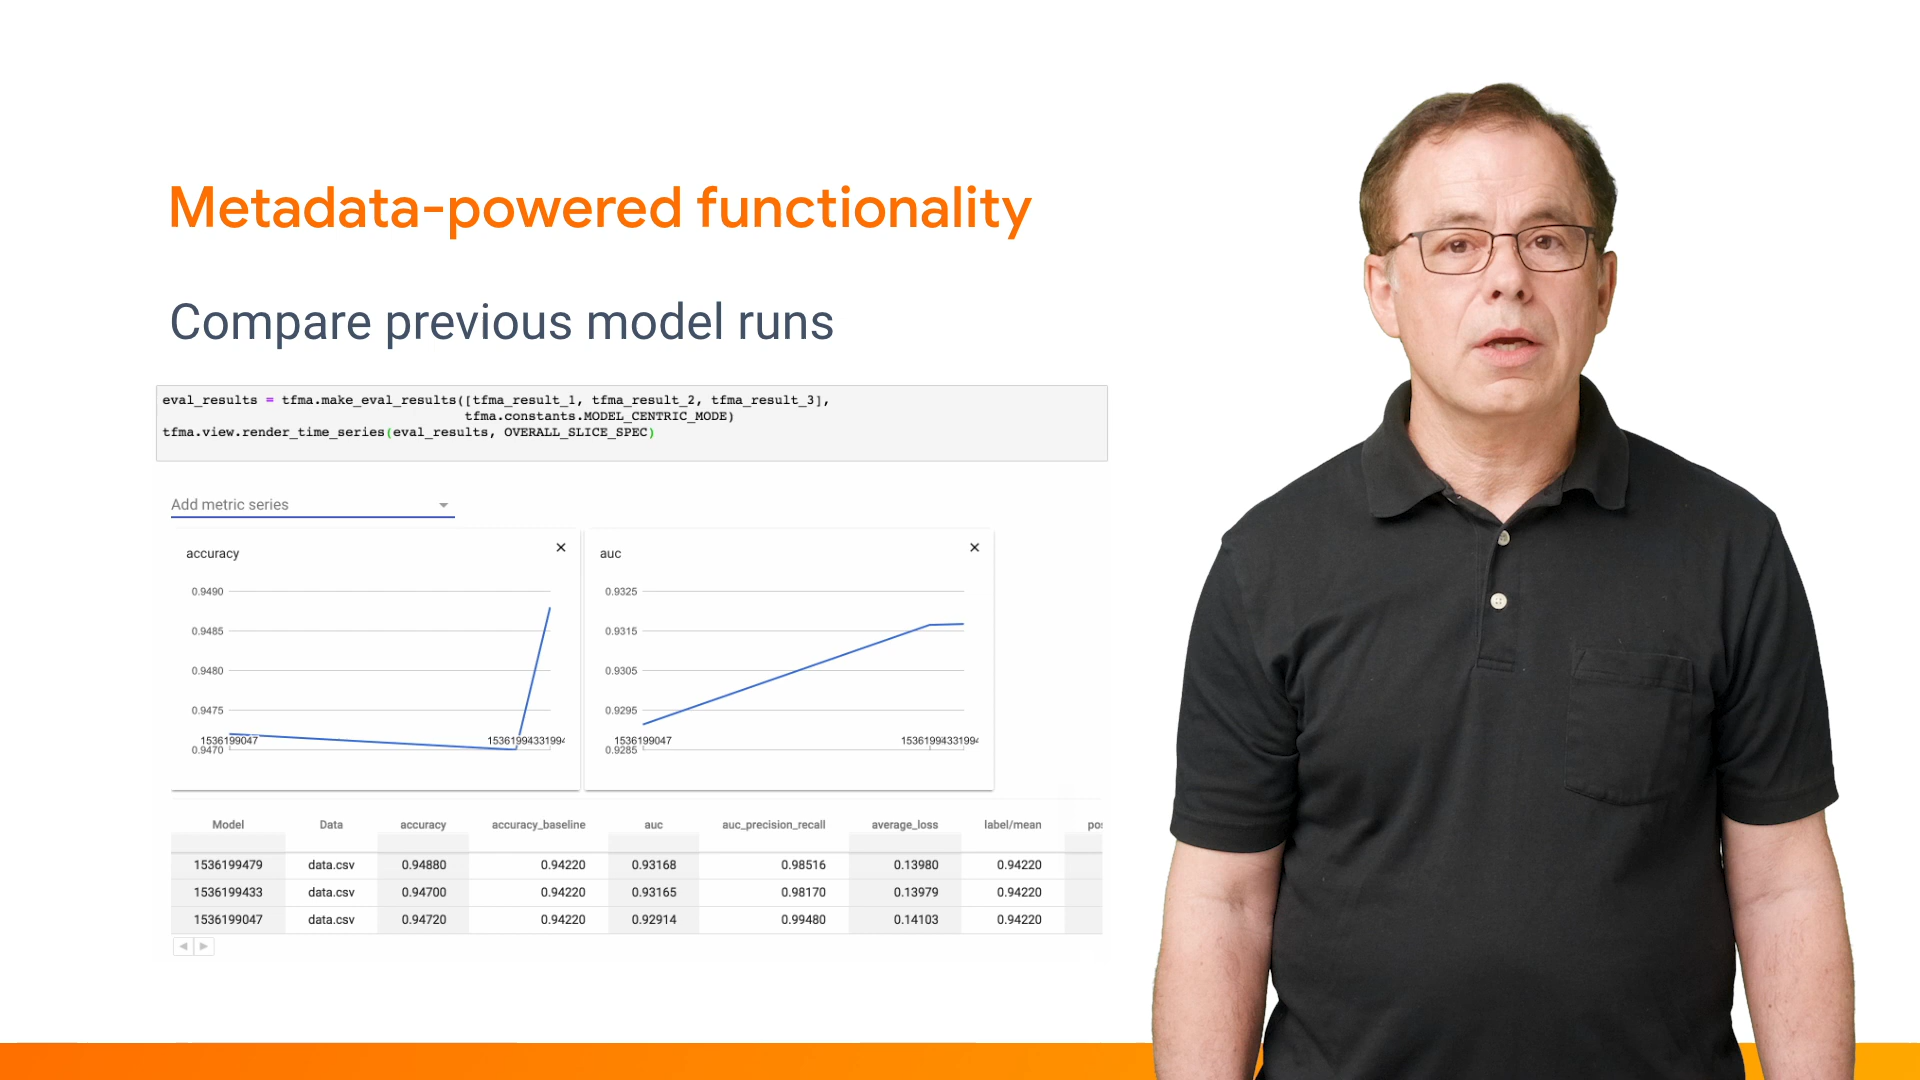 Metadata-powered functionality
Compare previous model runs
eval_results = tfma.make_eval_results([tfma_result_1, tfma_result_2, tfma_result_3],
tfma.constants.MODEL_CENTRIC_MODE)
tfma.view.render_time_series(eval_results, OVERALL_SLICE_SPEC)
Add metric series
accuracy
0.9490
0.9485
0.9480
0.9475
0.9470
1536199047
auc
0.9325
0.9315
0.9305
0.9295
0.9285
1536199047
Model Data accuracy accuracy_baseline auc auc_precision_recall average_loss label/mean
1536199479 data.csv 0.94880 0.94220 0.93168 0.98516 0.13980 0.94220
1536199433 data.csv 0.94700 0.94220 0.93165 0.98170 0.13979 0.94220
1536199047 data.csv 0.94720 0.94220 0.92914 0.99480 0.14103 0.94220